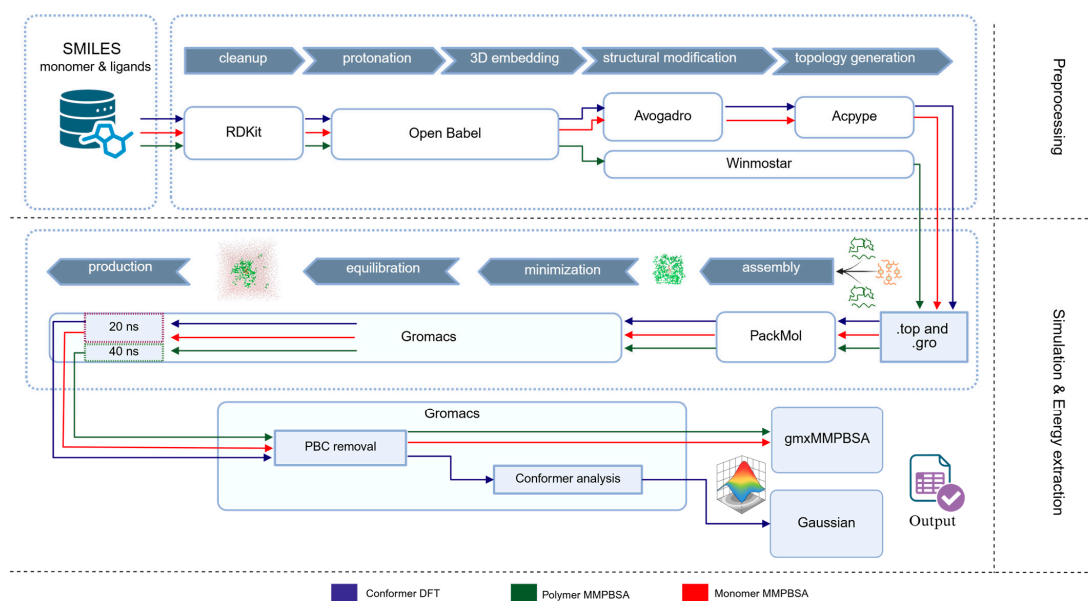 SMILES
monomer & ligands
cleanup
protonation
3D embedding
structural modification
topology generation
RDKit
Open Babel
Avogadro
Acpype
Winmostar
Preprocessing
production
equilibration
minimization
assembly
20 ns
40 ns
Gromacs
PackMol
.top and
.gro
Gromacs
PBC removal
Conformer analysis
gmxMMPBSA
Gaussian
Output
Simulation & Energy extraction
Conformer DFT
Polymer MMPBSA
Monomer MMPBSA